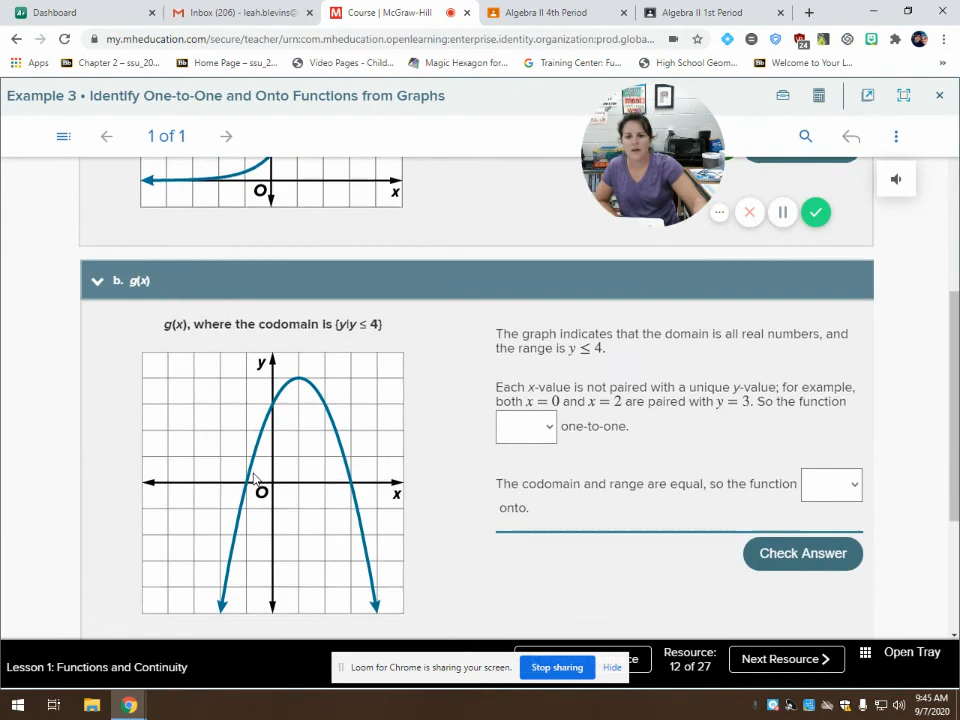 Dashboard
Inbox (206) - leah.blevins@
Course | McGraw-Hill
Algebra II 4th Period
Algebra II 1st Period
my.mheducation.com/secure/teacher/urn:com.mheducation.openlearning:enterprise.identity.organization:prod.globa...
24
Apps
Chapter 2 – ssu_20...
Home Page – ssu_2...
Video Pages - Child...
Magic Hexagon for...
Training Center: Fu...
High School Geom...
Welcome to Your L...
»
Example 3 • Identify One-to-One and Onto Functions from Graphs
1 of 1
O
x
b. g(x)
g(x), where the codomain is {y|y ≤ 4}
y
O
x
The graph indicates that the domain is all real numbers, and
the range is y ≤ 4.
Each x-value is not paired with a unique y-value; for example,
both x = 0 and x = 2 are paired with y = 3. So the function
one-to-one.
The codomain and range are equal, so the function
onto.
Check Answer
Lesson 1: Functions and Continuity
Loom for Chrome is sharing your screen.
Stop sharing
Hide
Resource:
12 of 27
Next Resource
Open Tray
9:45 AM
9/7/2020